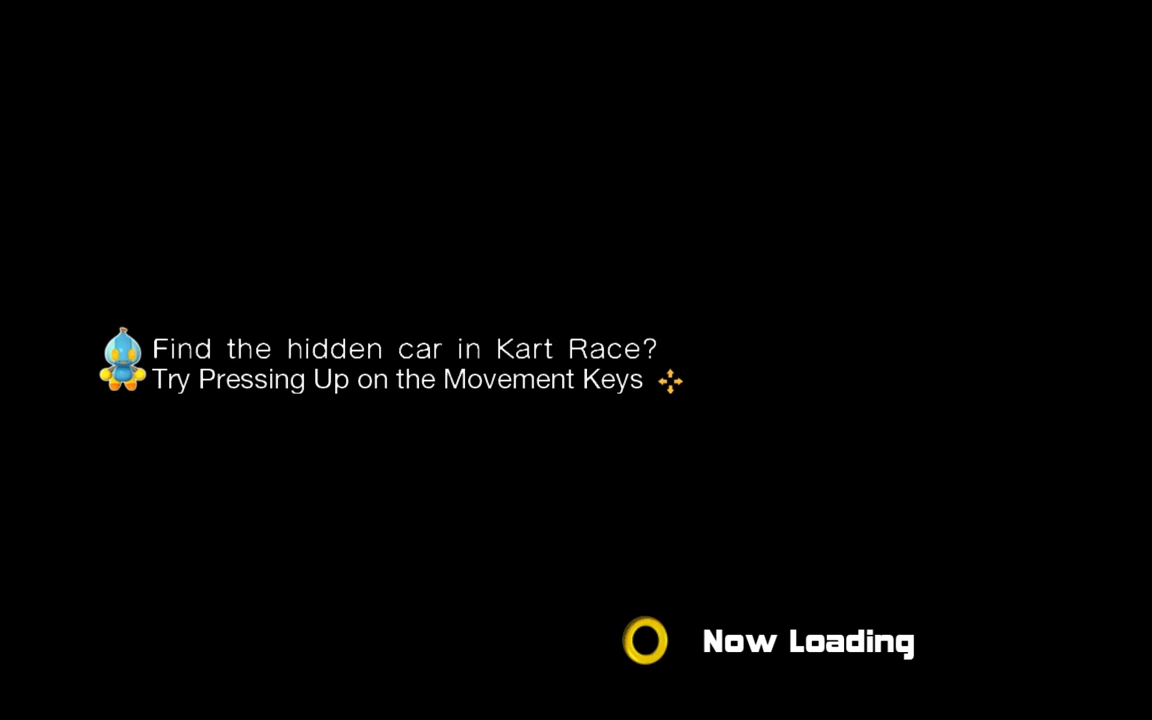 Find the hidden car in Kart Race?
Try Pressing Up on the Movement Keys
Now Loading